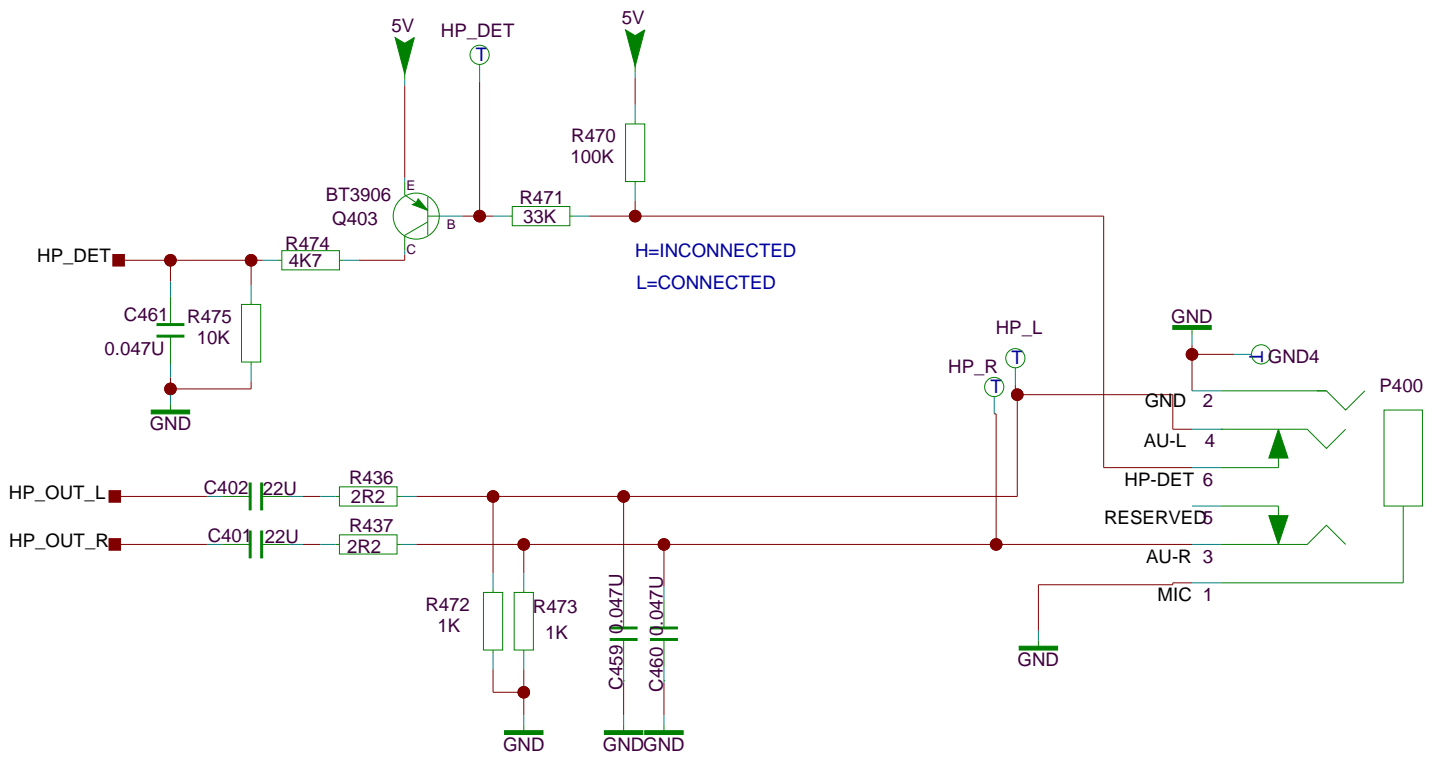 5V
HP_DET
T
5V
R470
100K
BT3906
Q403
E
B
C
R471
33K
H=INCONNECTED
L=CONNECTED
HP_DET
R474
4K7
C461
0.047U
R475
10K
GND
HP_L
T
HP_R
T
GND
T
GND4
P400
GND 2
AU-L 4
HP-DET 6
RESERVED 5
AU-R 3
MIC 1
GND
HP_OUT_L
C402
22U
R436
2R2
HP_OUT_R
C401
22U
R437
2R2
R472
1K
R473
1K
C459
0.047U
C460
0.047U
GND
GND
GND